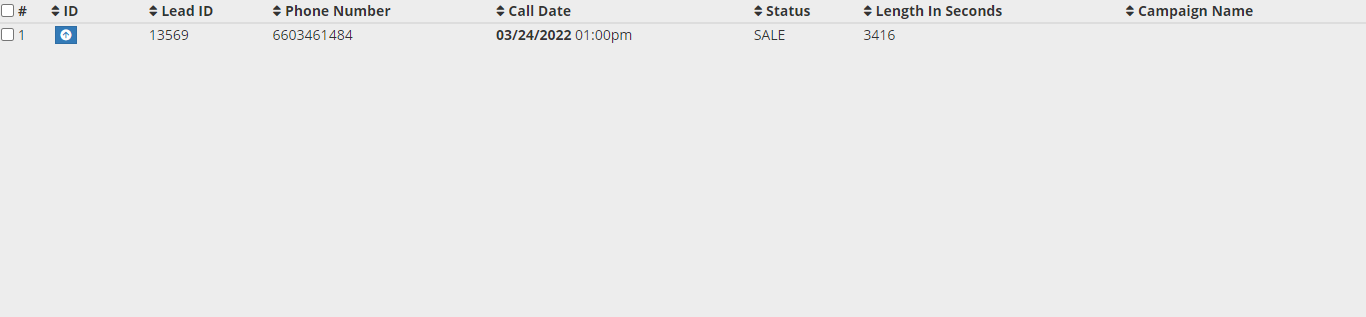 # ID Lead ID Phone Number Call Date Status Length In Seconds Campaign Name
1 13569 6603461484 03/24/2022 01:00pm SALE 3416